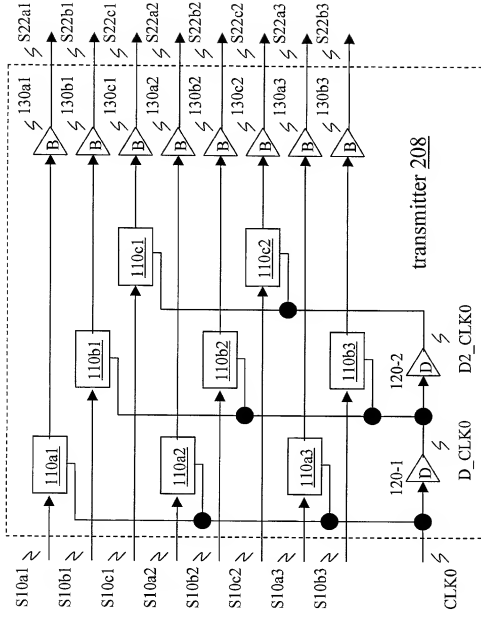 S10a1
S10b1
S10c1
S10a2
S10b2
S10c2
S10a3
S10b3
CLK0
110a1
110b1
110c1
110a2
110b2
110c2
110a3
110b3
120-1
D
D_CLK0
120-2
D
D2_CLK0
130a1
130b1
130c1
130a2
130b2
130c2
130a3
130b3
B
B
B
B
B
B
B
B
S22a1
S22b1
S22c1
S22a2
S22b2
S22c2
S22a3
S22b3
transmitter 208